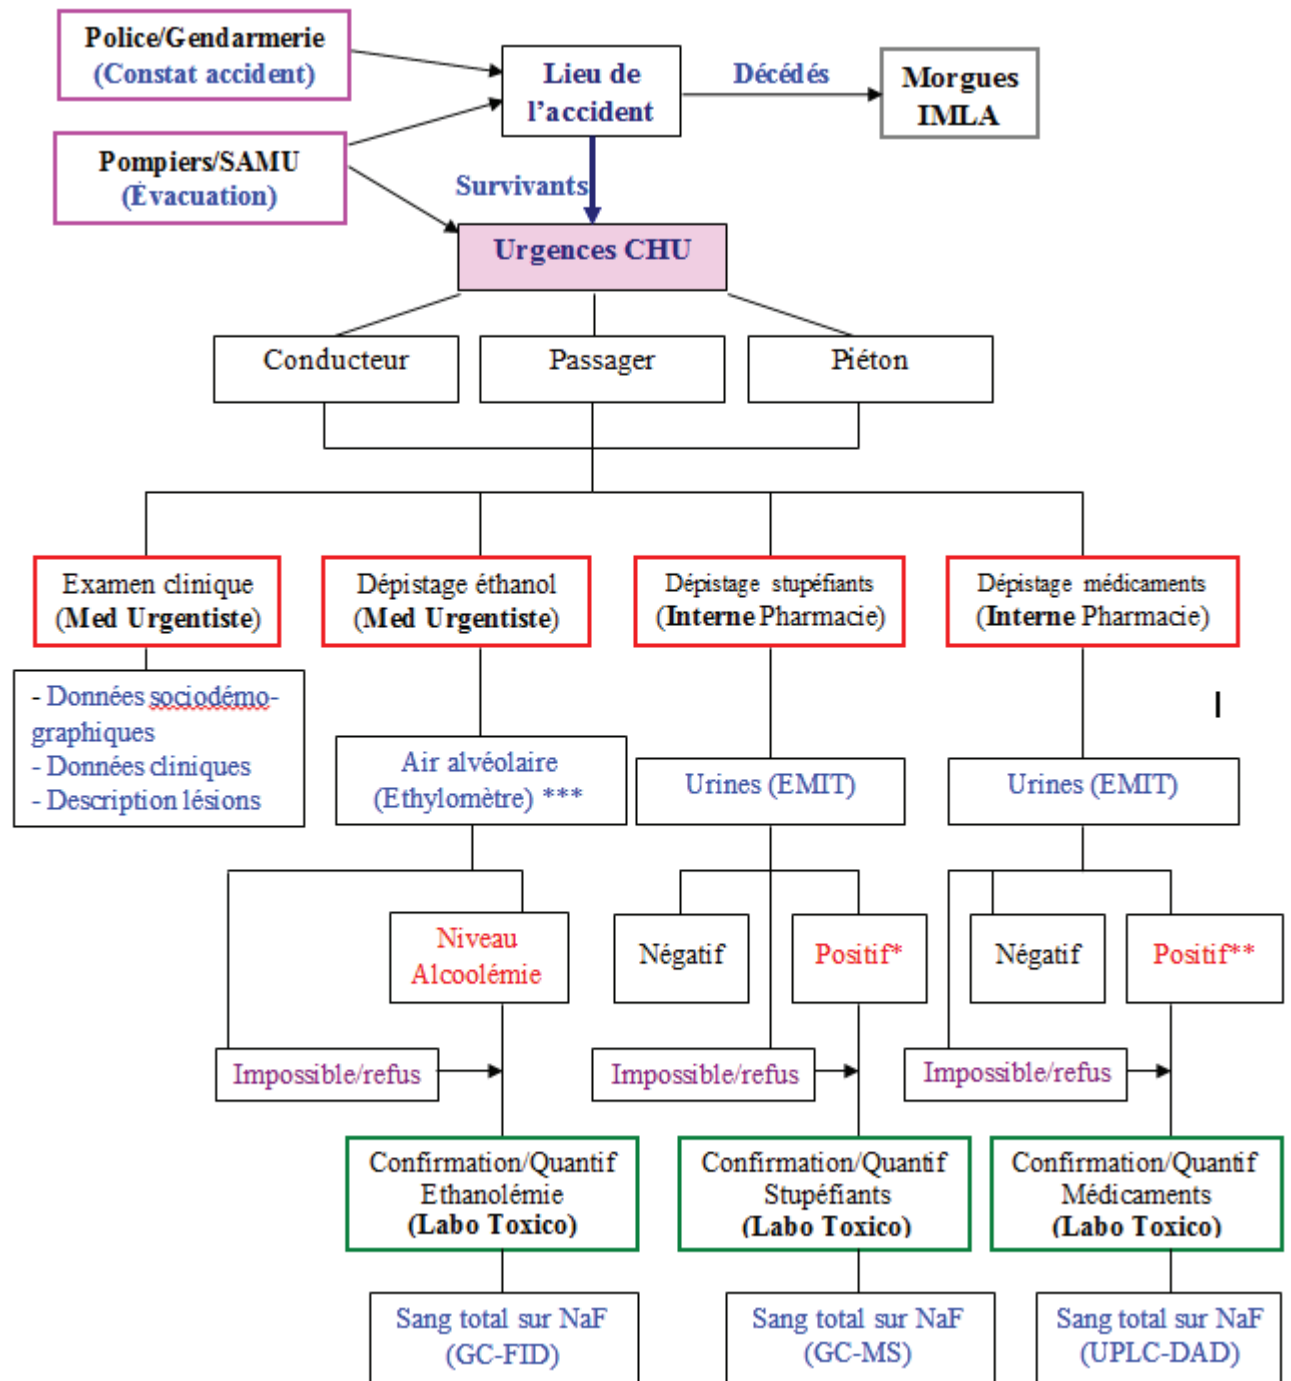 Police/Gendarmerie
(Constat accident)
Lieu de
l'accident
Décédés
Morgues
IMLA
Pompiers/SAMU
(Évacuation)
Survivants
Urgences CHU
Conducteur
Passager
Piéton
Examen clinique
(Med Urgentiste)
Dépistage éthanol
(Med Urgentiste)
Dépistage stupéfiants
(Interne Pharmacie)
Dépistage médicaments
(Interne Pharmacie)
- Données sociodémo-
graphiques
- Données cliniques
- Description lésions
Air alvéolaire
(Ethylomètre) ***
Urines (EMIT)
Urines (EMIT)
Niveau
Alcoolémie
Négatif
Positif*
Négatif
Positif**
Impossible/refus
Impossible/refus
Impossible/refus
Confirmation/Quantif
Ethanolémie
(Labo Toxico)
Confirmation/Quantif
Stupéfiants
(Labo Toxico)
Confirmation/Quantif
Médicaments
(Labo Toxico)
Sang total sur NaF
(GC-FID)
Sang total sur NaF
(GC-MS)
Sang total sur NaF
(UPLC-DAD)